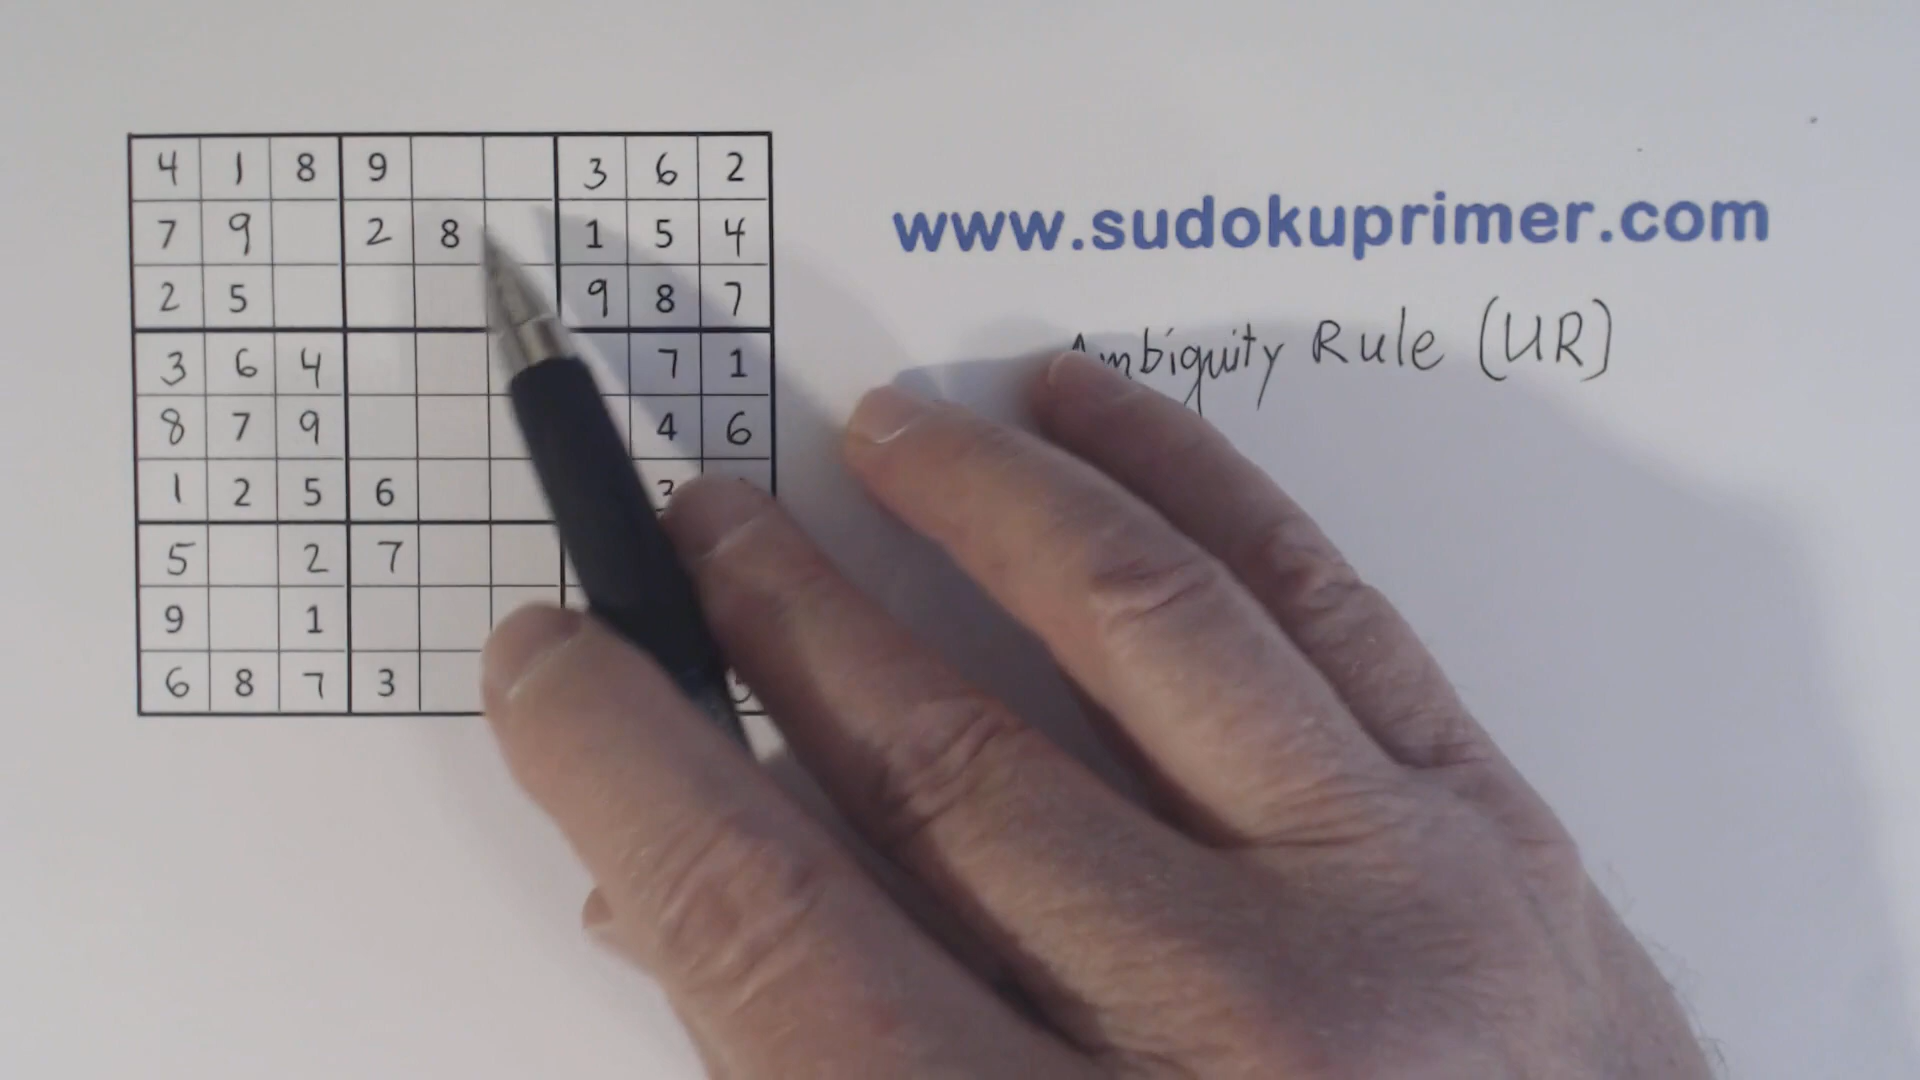 4 1 8 9 3 6 2
7 9 2 8 1 5 4
2 5 9 8 7
3 6 4 7 1
8 7 9 4 6
1 2 5 6 3
5 2 7
9 1
6 8 7 3
www.sudokuprimer.com
Ambiguity Rule (UR)